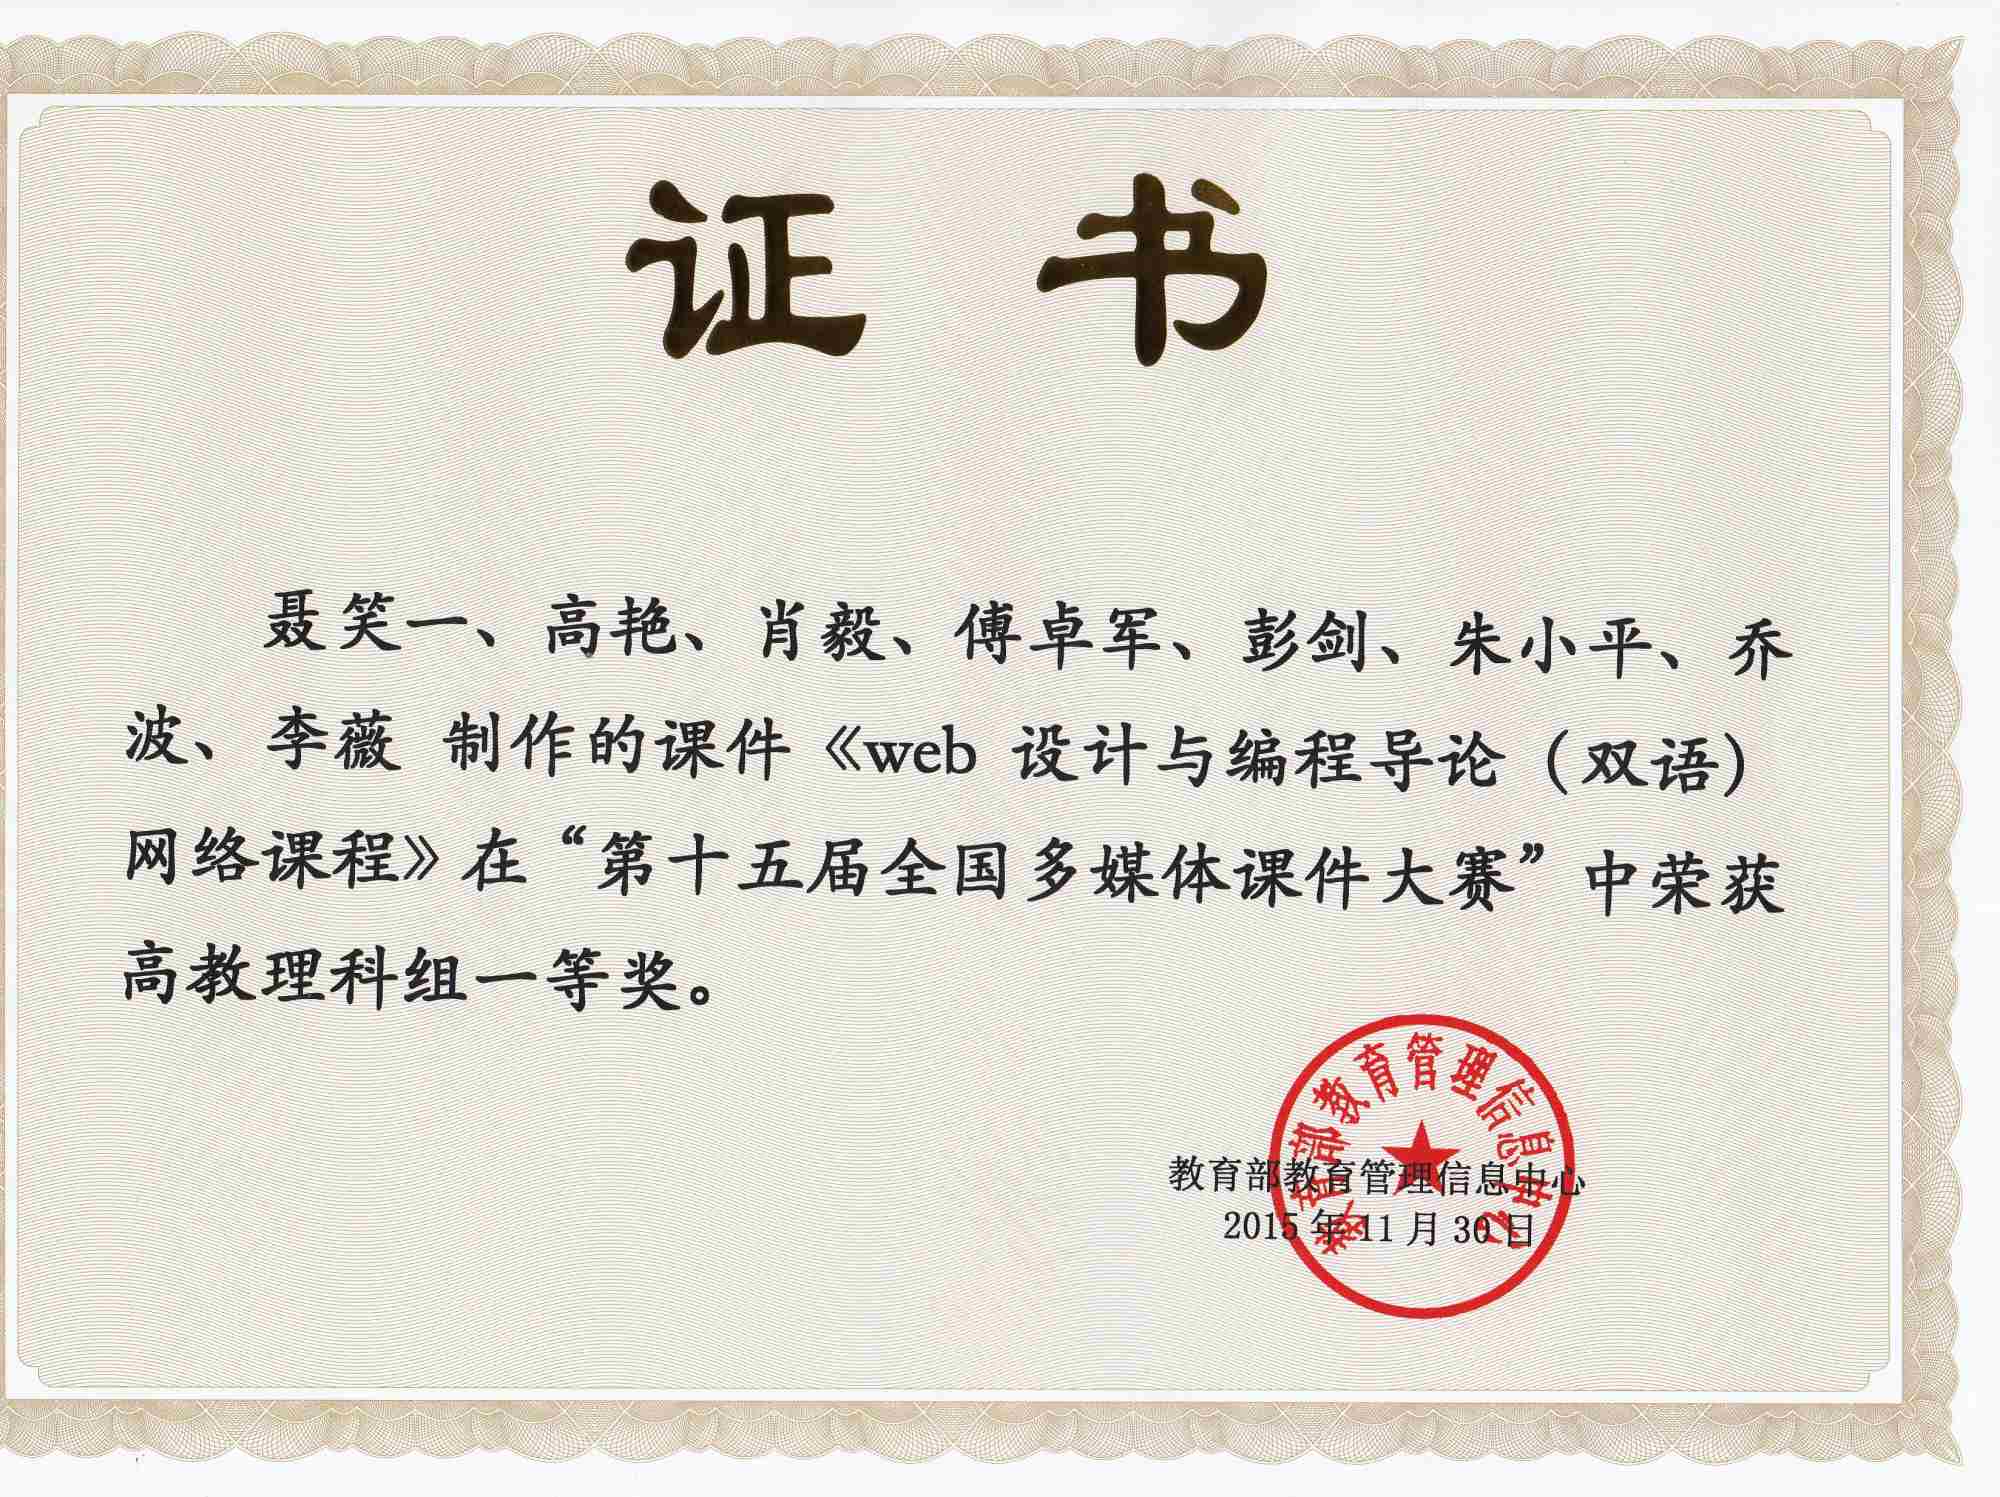 证书
聂笑一、高艳、肖毅、傅卓军、彭剑、朱小平、乔
波、李薇 制作的课件《web 设计与编程导论（双语）
网络课程》在“第十五届全国多媒体课件大赛”中荣获
高教理科组一等奖。
教育部教育管理信息中心
教育部教育管理信息中心
2015 年 11 月 30 日